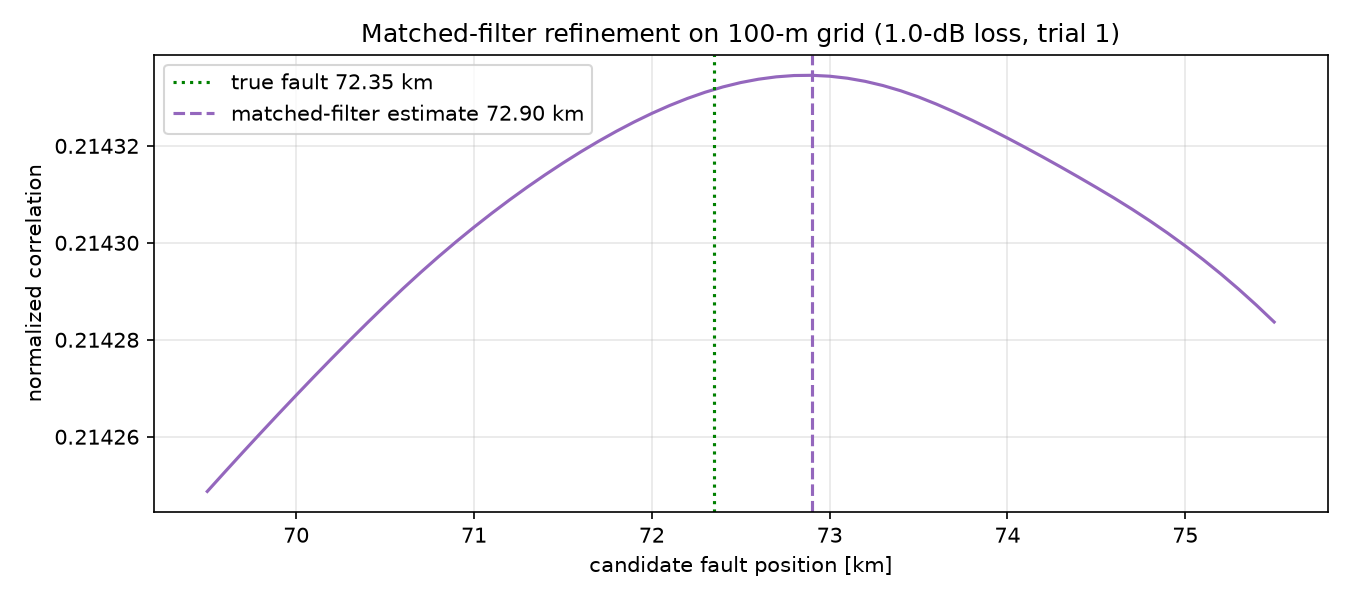 Matched-filter refinement on 100-m grid (1.0-dB loss, trial 1)
true fault 72.35 km
matched-filter estimate 72.90 km
normalized correlation
0.21432
0.21430
0.21428
0.21426
70 71 72 73 74 75
candidate fault position [km]